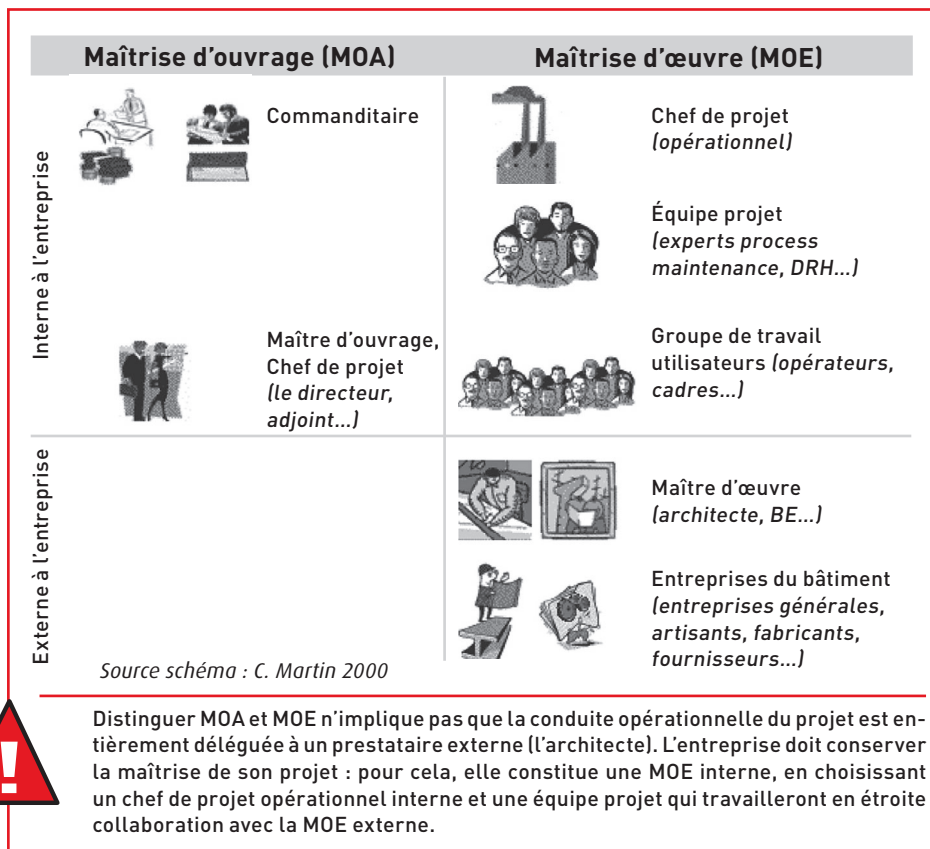 Maîtrise d'ouvrage (MOA)
Maîtrise d'œuvre (MOE)
Interne à l'entreprise
Commanditaire
Maître d'ouvrage,
Chef de projet
(le directeur,
adjoint...)
Chef de projet
(opérationnel)
Équipe projet
(experts process
maintenance, DRH...)
Groupe de travail
utilisateurs (opérateurs,
cadres...)
Externe à l'entreprise
Maître d'œuvre
(architecte, BE...)
Entreprises du bâtiment
(entreprises générales,
artisants, fabricants,
fournisseurs...)
Source schéma : C. Martin 2000
!
Distinguer MOA et MOE n'implique pas que la conduite opérationnelle du projet est en-
tièrement déléguée à un prestataire externe (l'architecte). L'entreprise doit conserver
la maîtrise de son projet : pour cela, elle constitue une MOE interne, en choisissant
un chef de projet opérationnel interne et une équipe projet qui travailleront en étroite
collaboration avec la MOE externe.